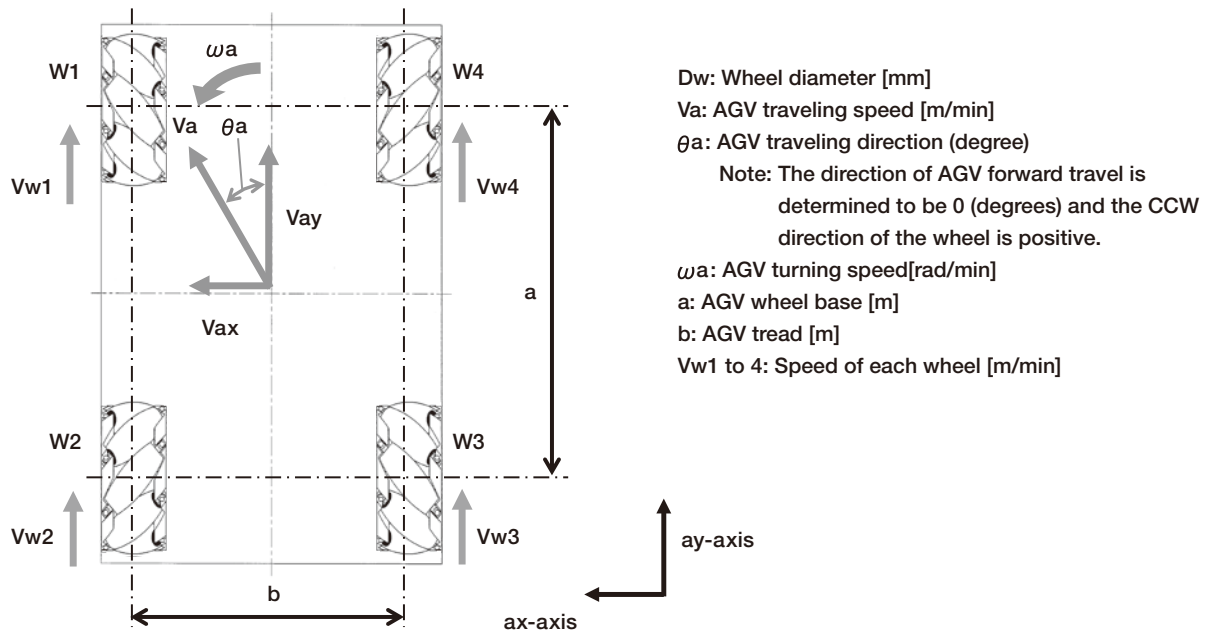 ωa
W1
W4
Va
θa
Vw1
Vw4
Vay
Vax
a
W2
W3
Vw2
Vw3
b
ay-axis
ax-axis
Dw: Wheel diameter [mm]
Va: AGV traveling speed [m/min]
θa: AGV traveling direction (degree)
Note: The direction of AGV forward travel is
determined to be 0 (degrees) and the CCW
direction of the wheel is positive.
ωa: AGV turning speed[rad/min]
a: AGV wheel base [m]
b: AGV tread [m]
Vw1 to 4: Speed of each wheel [m/min]